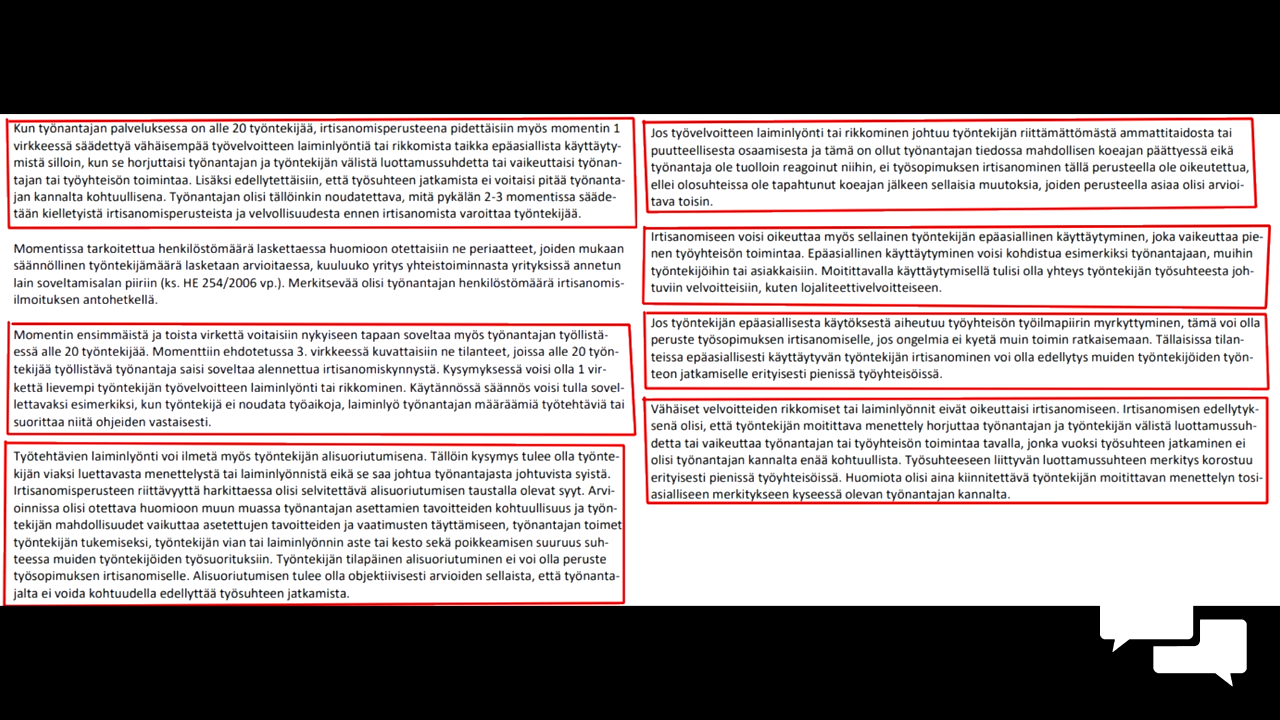 Kun työnantajan palveluksessa on alle 20 työntekijää, irtisanomisperusteena pidettäisiin myös momentin 1
virkkeessä säädettyä vähäisempää työvelvoitteen laiminlyöntiä tai rikkomista taikka epäasiallista käyttäyty-
mistä silloin, kun se horjuttaisi työnantajan ja työntekijän välistä luottamussuhdetta tai vaikeuttaisi työnan-
tajan tai työyhteisön toimintaa. Lisäksi edellytettäisiin, että työsuhteen jatkamista ei voitaisi pitää työnanta-
jan kannalta kohtuullisena. Työnantajan olisi tällöinkin noudatettava, mitä pykälän 2-3 momentissa sääde-
tään kielletyistä irtisanomisperusteista ja velvollisuudesta ennen irtisanomista varoittaa työntekijää.
Momentissa tarkoitettua henkilöstömäärä laskettaessa huomioon otettaisiin ne periaatteet, joiden mukaan
säännöllinen työntekijämäärä lasketaan arvioitaessa, kuuluuko yritys yhteistoiminnasta yrityksissä annetun
lain soveltamisalan piiriin (ks. HE 254/2006 vp.). Merkitsevää olisi työnantajan henkilöstömäärä irtisanomis-
ilmoituksen antohetkellä.
Momentin ensimmäistä ja toista virkettä voitaisiin nykyiseen tapaan soveltaa myös työnantajan työllistä-
essä alle 20 työntekijää. Momenttiin ehdotetussa 3. virkkeessä kuvattaisiin ne tilanteet, joissa alle 20 työn-
tekijää työllistävä työnantaja saisi soveltaa alennettua irtisanomiskynnystä. Kysymyksessä voisi olla 1 vir-
kettä lievempi työntekijän työvelvoitteen laiminlyönti tai rikkominen. Käytännössä säännös voisi tulla sovel-
lettavaksi esimerkiksi, kun työntekijä ei noudata työaikoja, laiminlyö työnantajan määräämiä työtehtäviä tai
suorittaa niitä ohjeiden vastaisesti.
Työtehtävien laiminlyönti voi ilmetä myös työntekijän alisuoriutumisena. Tällöin kysymys tulee olla työnte-
kijän viaksi luettavasta menettelystä tai laiminlyönnistä eikä se saa johtua työnantajasta johtuvista syistä.
Irtisanomisperusteen riittävyyttä harkittaessa olisi selvitettävä alisuoriutumisen taustalla olevat syyt. Arvi-
oinnissa olisi otettava huomioon muun muassa työnantajan asettamien tavoitteiden kohtuullisuus ja työn-
tekijän mahdollisuudet vaikuttaa asetettujen tavoitteiden ja vaatimusten täyttämiseen, työnantajan toimet
työntekijän tukemiseksi, työntekijän vian tai laiminlyönnin aste tai kesto sekä poikkeamisen suuruus suh-
teessa muiden työntekijöiden työsuorituksiin. Työntekijän tilapäinen alisuoriutuminen ei voi olla peruste
työsopimuksen irtisanomiselle. Alisuoriutumisen tulee olla objektiivisesti arvioiden sellaista, että työnanta-
jalta ei voida kohtuudella edellyttää työsuhteen jatkamista.
Jos työvelvoitteen laiminlyönti tai rikkominen johtuu työntekijän riittämättömästä ammattitaidosta tai
puutteellisesta osaamisesta ja tämä on ollut työnantajan tiedossa mahdollisen koeajan päättyessä eikä
työnantaja ole tuolloin reagoinut niihin, ei työsopimuksen irtisanominen tällä perusteella ole oikeutettua,
ellei olosuhteissa ole tapahtunut koeajan jälkeen sellaisia muutoksia, joiden perusteella asiaa olisi arvioi-
tava toisin.
Irtisanomiseen voisi oikeuttaa myös sellainen työntekijän epäasiallinen käyttäytyminen, joka vaikeuttaa pie-
nen työyhteisön toimintaa. Epäasiallinen käyttäytyminen voisi kohdistua esimerkiksi työnantajaan, muihin
työntekijöihin tai asiakkaisiin. Moitittavalla käyttäytymisellä tulisi olla yhteys työntekijän työsuhteesta joh-
tuviin velvoitteisiin, kuten lojaliteettivelvoitteeseen.
Jos työntekijän epäasiallisesta käytöksestä aiheutuu työyhteisön työilmapiirin myrkyttyminen, tämä voi olla
peruste työsopimuksen irtisanomiselle, jos ongelmia ei kyetä muin toimin ratkaisemaan. Tällaisissa tilan-
teissa epäasiallisesti käyttäytyvän työntekijän irtisanominen voi olla edellytys muiden työntekijöiden työn-
teon jatkamiselle erityisesti pienissä työyhteisöissä.
Vähäiset velvoitteiden rikkomiset tai laiminlyönnit eivät oikeuttaisi irtisanomiseen. Irtisanomisen edellytyk-
senä olisi, että työntekijän moitittava menettely horjuttaa työnantajan ja työntekijän välistä luottamussuh-
detta tai vaikeuttaa työnantajan tai työyhteisön toimintaa tavalla, jonka vuoksi työsuhteen jatkaminen ei
olisi työnantajan kannalta enää kohtuullista. Työsuhteeseen liittyvän luottamussuhteen merkitys korostuu
erityisesti pienissä työyhteisöissä. Huomiota olisi aina kiinnitettävä työntekijän moitittavan menettelyn tosi-
asialliseen merkitykseen kyseessä olevan työnantajan kannalta.